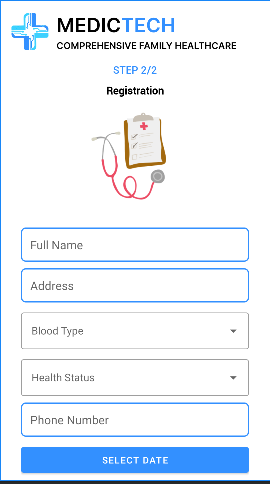 MEDICTECH
COMPREHENSIVE FAMILY HEALTHCARE
STEP 2/2
Registration
Full Name
Address
Blood Type
Health Status
Phone Number
SELECT DATE